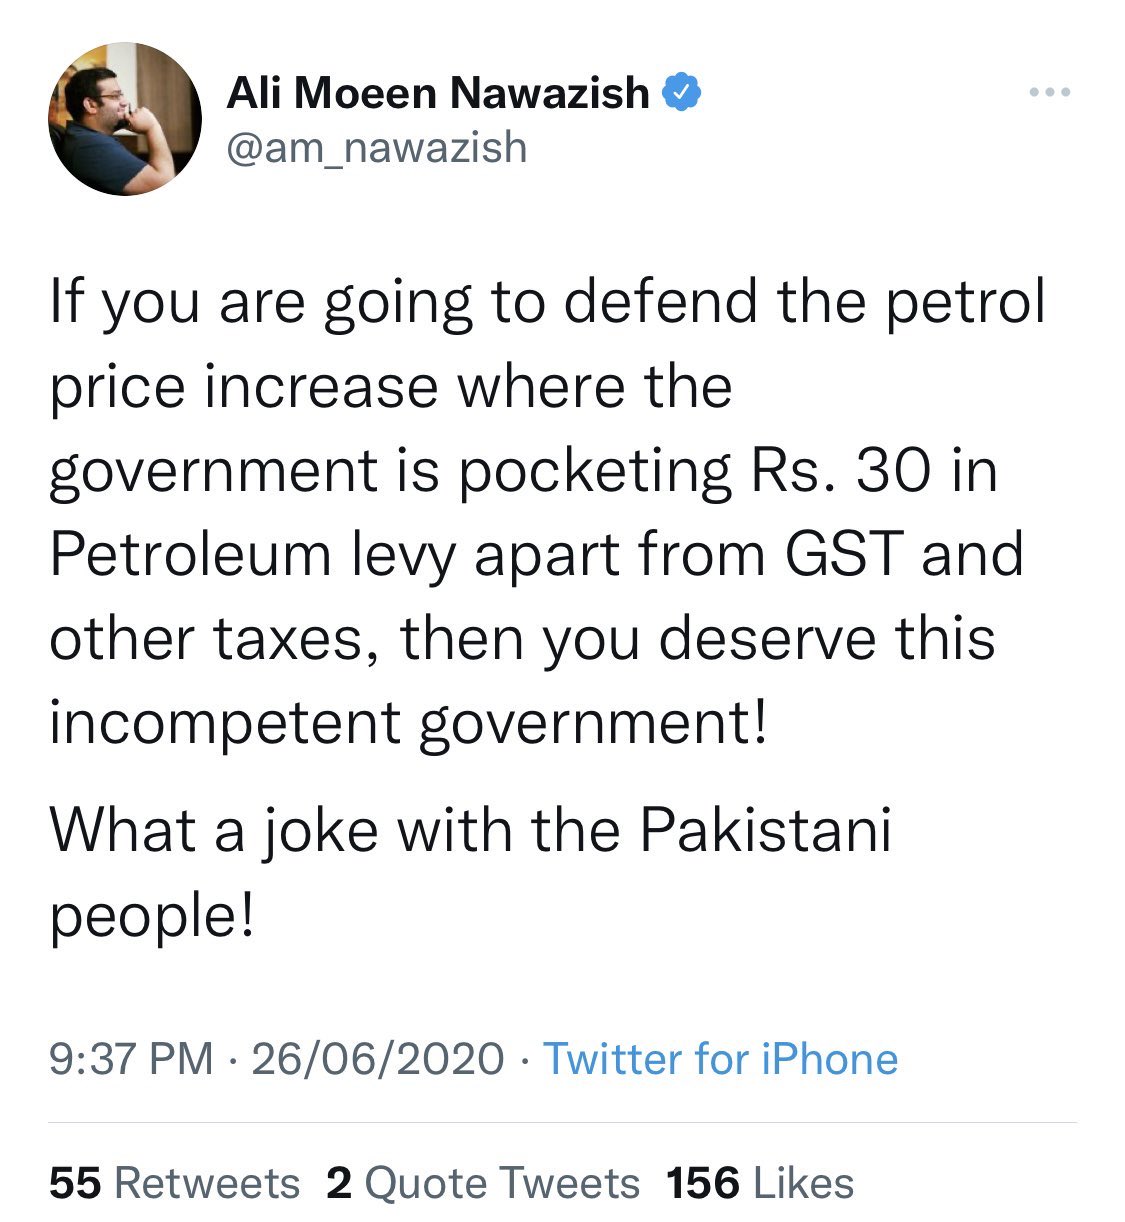 Ali Moeen Nawazish
@am_nawazish
If you are going to defend the petrol
price increase where the
government is pocketing Rs. 30 in
Petroleum levy apart from GST and
other taxes, then you deserve this
incompetent government!
What a joke with the Pakistani
people!
9:37 PM · 26/06/2020 · Twitter for iPhone
55 Retweets 2 Quote Tweets 156 Likes